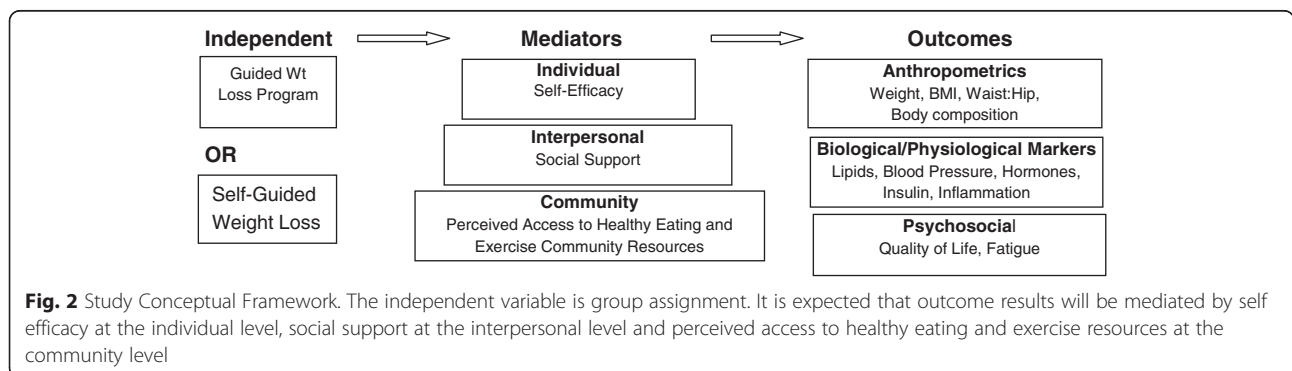 Independent
Guided Wt
Loss Program
OR
Self-Guided
Weight Loss
Mediators
Individual
Self-Efficacy
Interpersonal
Social Support
Community
Perceived Access to Healthy Eating and
Exercise Community Resources
Outcomes
Anthropometrics
Weight, BMI, Waist:Hip,
Body composition
Biological/Physiological Markers
Lipids, Blood Pressure, Hormones,
Insulin, Inflammation
Psychosocial
Quality of Life, Fatigue
Fig. 2 Study Conceptual Framework. The independent variable is group assignment. It is expected that outcome results will be mediated by self
efficacy at the individual level, social support at the interpersonal level and perceived access to healthy eating and exercise resources at the
community level